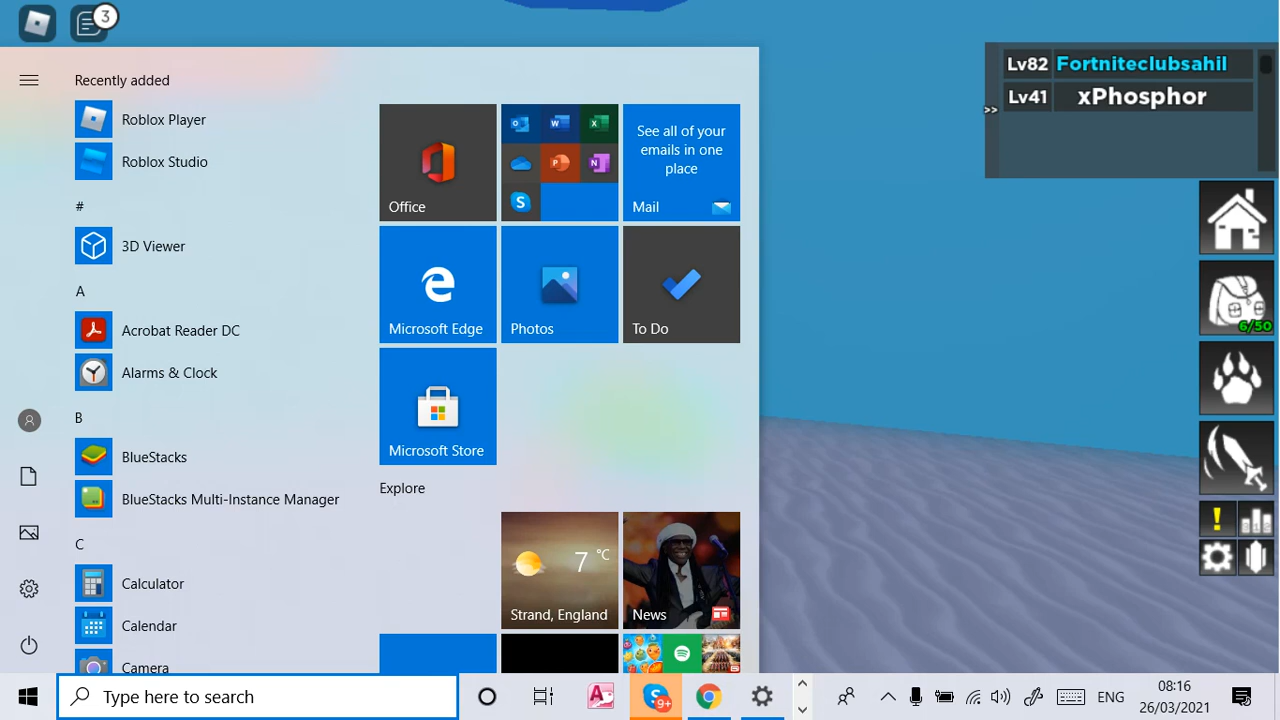 3
Recently added
Roblox Player
Roblox Studio
#
3D Viewer
A
Acrobat Reader DC
Alarms & Clock
B
BlueStacks
BlueStacks Multi-Instance Manager
C
Calculator
Calendar
Camera
Office
See all of your
emails in one
place
Mail
Microsoft Edge
Photos
To Do
Microsoft Store
Explore
7 °C
Strand, England
News
Lv82 Fortniteclubsahil
>> Lv41 xPhosphor
6/50
!
Type here to search
9+
ENG
08:16
26/03/2021